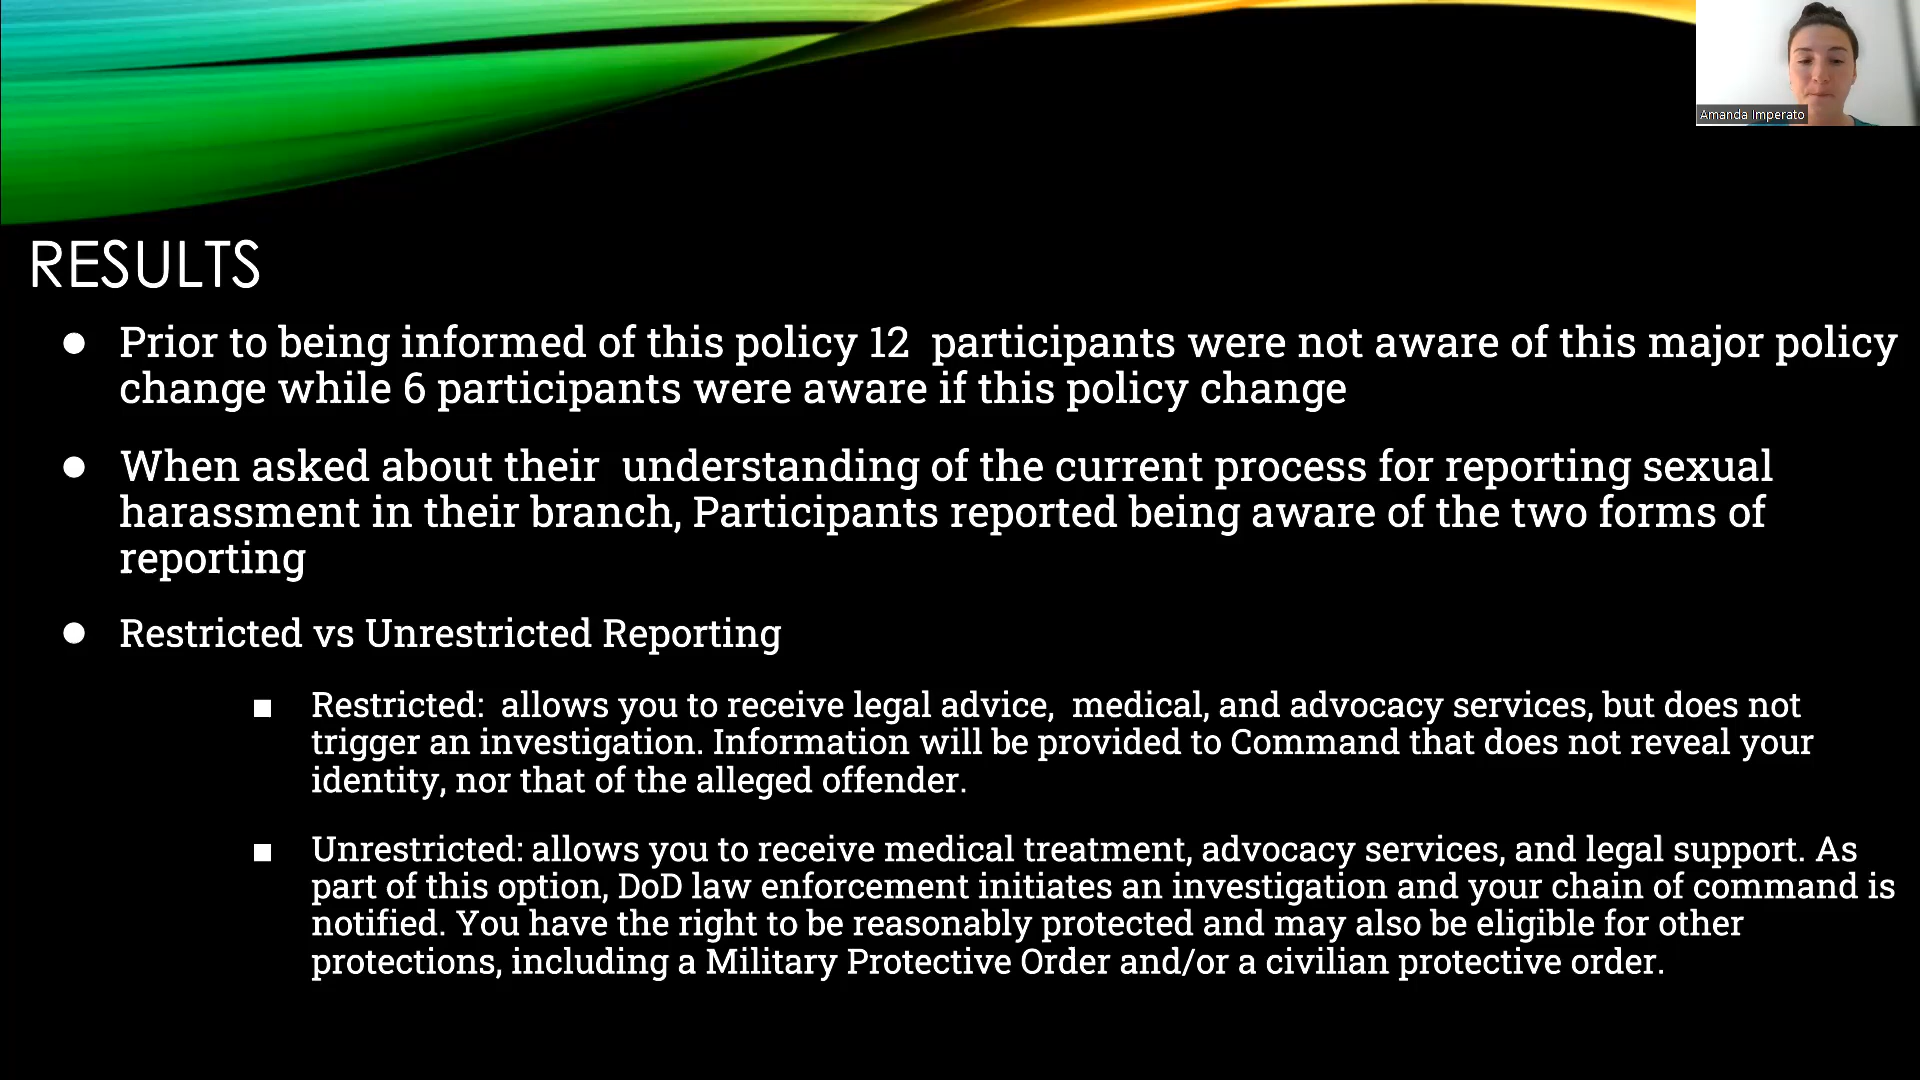 Amanda Imperato
RESULTS
● Prior to being informed of this policy 12  participants were not aware of this major policy
change while 6 participants were aware if this policy change
● When asked about their  understanding of the current process for reporting sexual
harassment in their branch, Participants reported being aware of the two forms of
reporting
● Restricted vs Unrestricted Reporting
■ Restricted:  allows you to receive legal advice,  medical, and advocacy services, but does not
trigger an investigation. Information will be provided to Command that does not reveal your
identity, nor that of the alleged offender.
■ Unrestricted: allows you to receive medical treatment, advocacy services, and legal support. As
part of this option, DoD law enforcement initiates an investigation and your chain of command is
notified. You have the right to be reasonably protected and may also be eligible for other
protections, including a Military Protective Order and/or a civilian protective order.